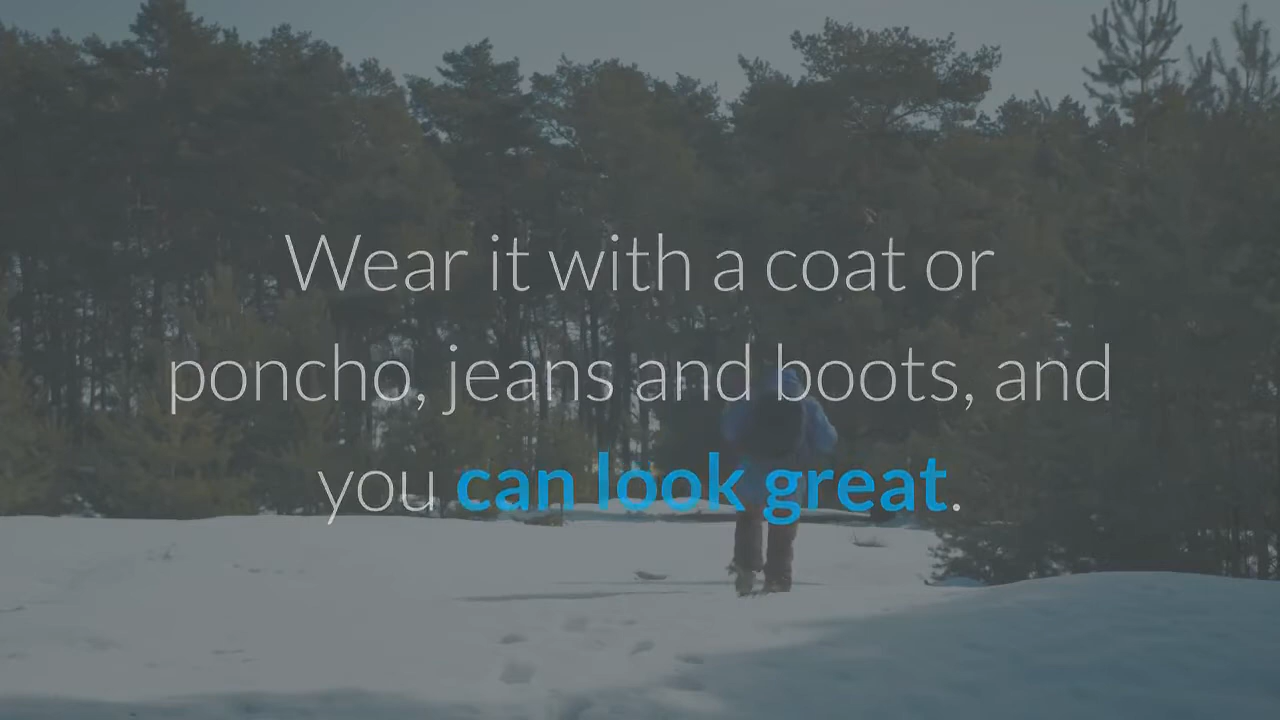 Wear it with a coat or
poncho, jeans and boots, and
you can look great.